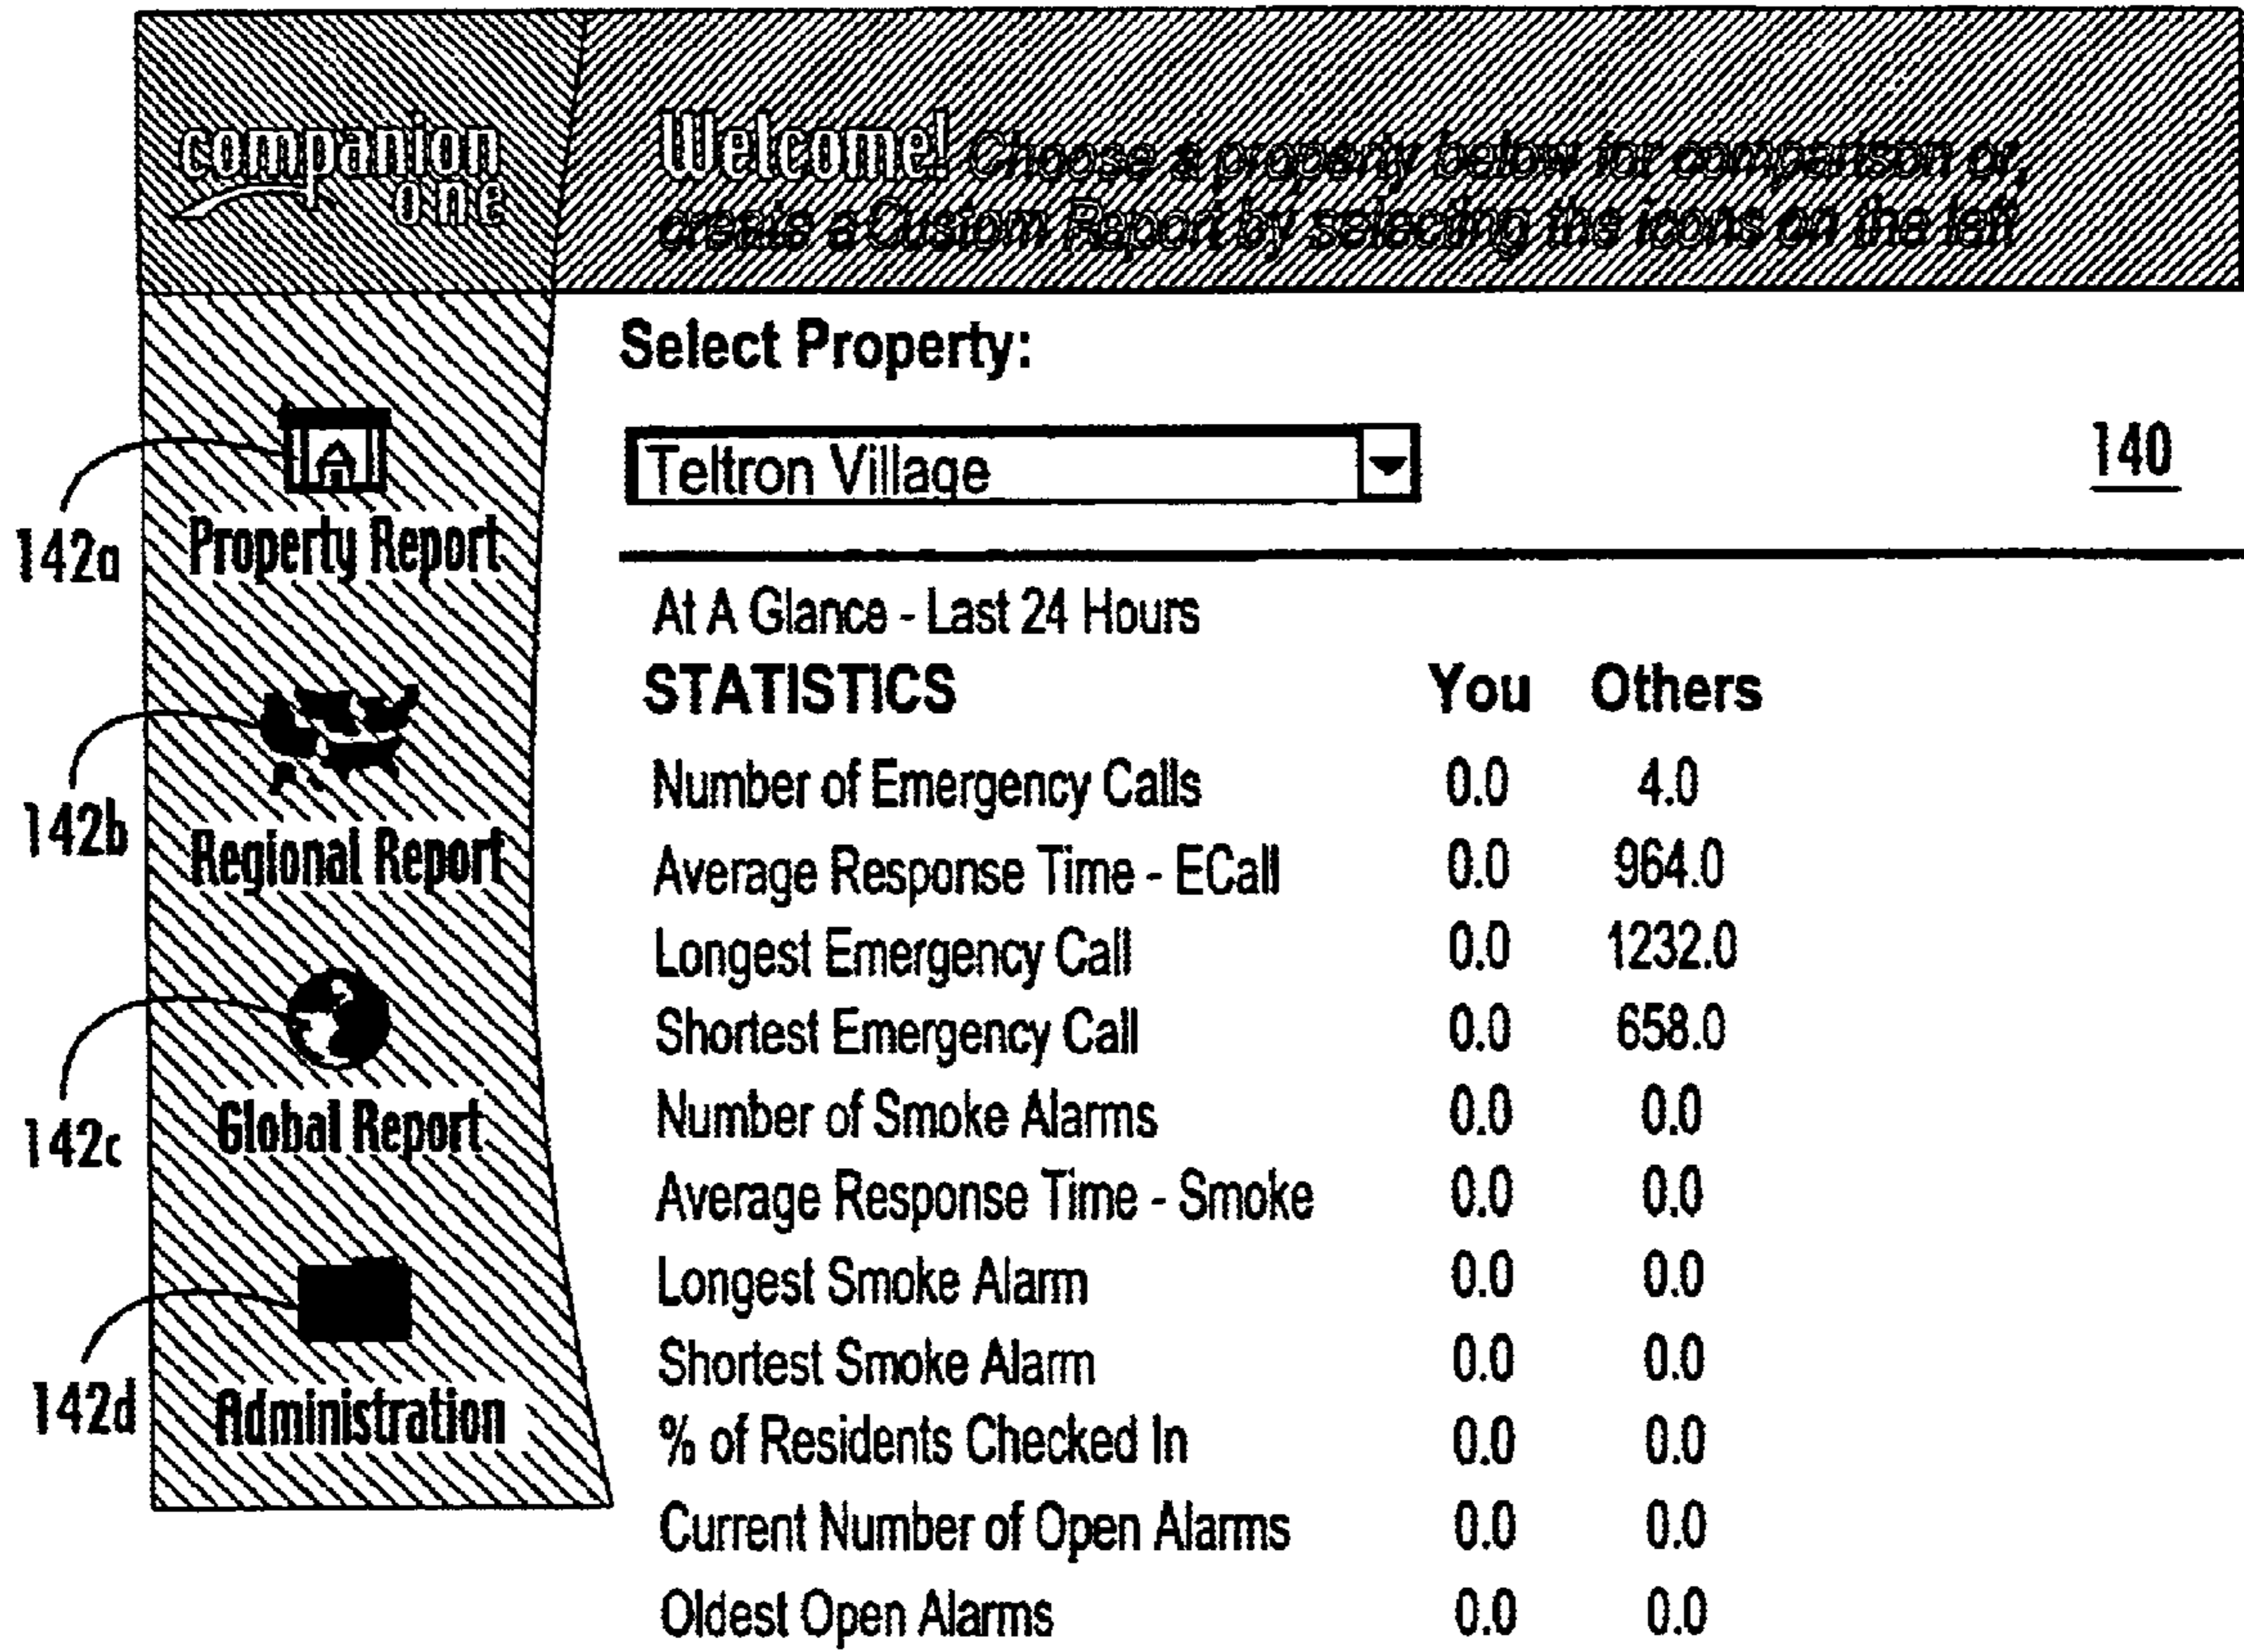 companion
one
Welcome! Choose a property below for comparison or,
create a Custom Report by selecting the icons on the left
Select Property:
Teltron Village
140
142a
Property Report
142b
Regional Report
142c
Global Report
142d
Administration
At A Glance - Last 24 Hours
STATISTICS You Others
Number of Emergency Calls 0.0 4.0
Average Response Time - ECall 0.0 964.0
Longest Emergency Call 0.0 1232.0
Shortest Emergency Call 0.0 658.0
Number of Smoke Alarms 0.0 0.0
Average Response Time - Smoke 0.0 0.0
Longest Smoke Alarm 0.0 0.0
Shortest Smoke Alarm 0.0 0.0
% of Residents Checked In 0.0 0.0
Current Number of Open Alarms 0.0 0.0
Oldest Open Alarms 0.0 0.0